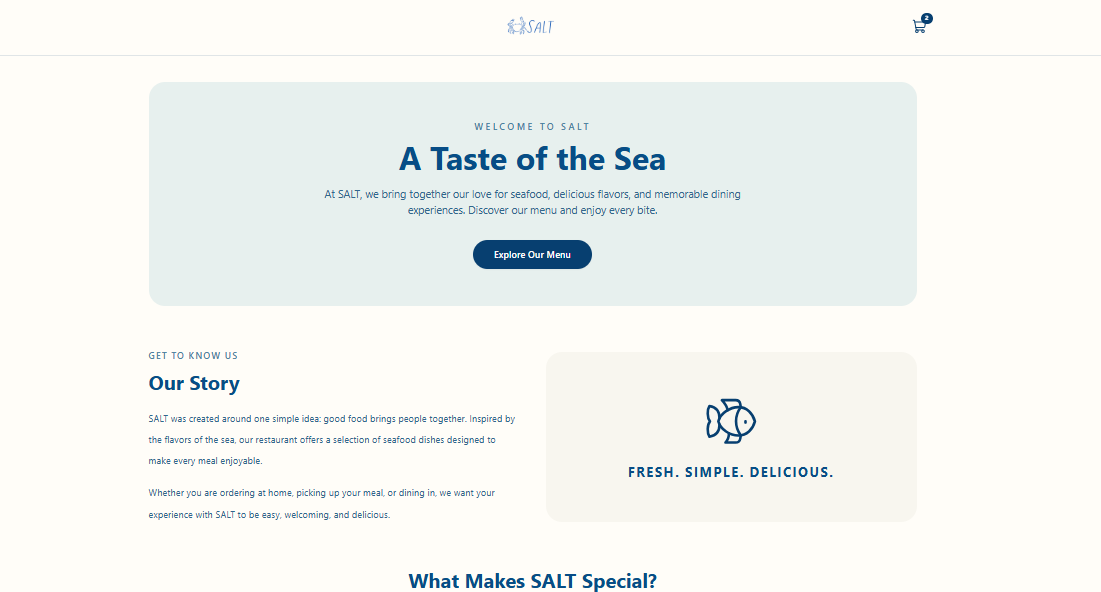 SALT
2
WELCOME TO SALT
A Taste of the Sea
At SALT, we bring together our love for seafood, delicious flavors, and memorable dining
experiences. Discover our menu and enjoy every bite.
Explore Our Menu
GET TO KNOW US
Our Story
SALT was created around one simple idea: good food brings people together. Inspired by
the flavors of the sea, our restaurant offers a selection of seafood dishes designed to
make every meal enjoyable.
Whether you are ordering at home, picking up your meal, or dining in, we want your
experience with SALT to be easy, welcoming, and delicious.
FRESH. SIMPLE. DELICIOUS.
What Makes SALT Special?